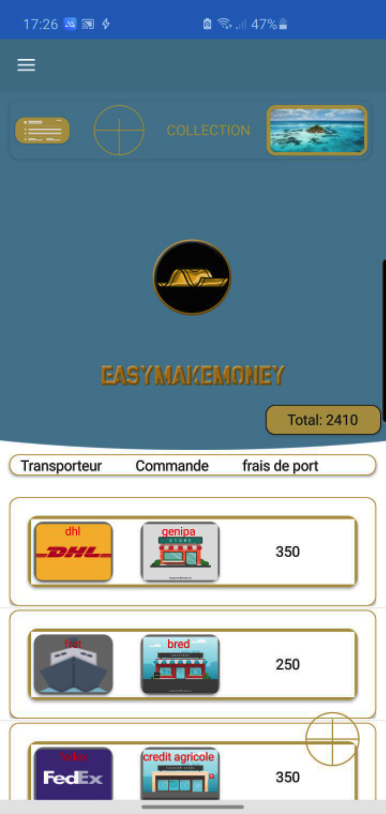 17:26 47%
COLLECTION
EASYMAKEMONEY
Total: 2410
Transporteur Commande frais de port
dhl genipa
DHL STORE 350
bred
250
fedex credit agricole
FedEx 350